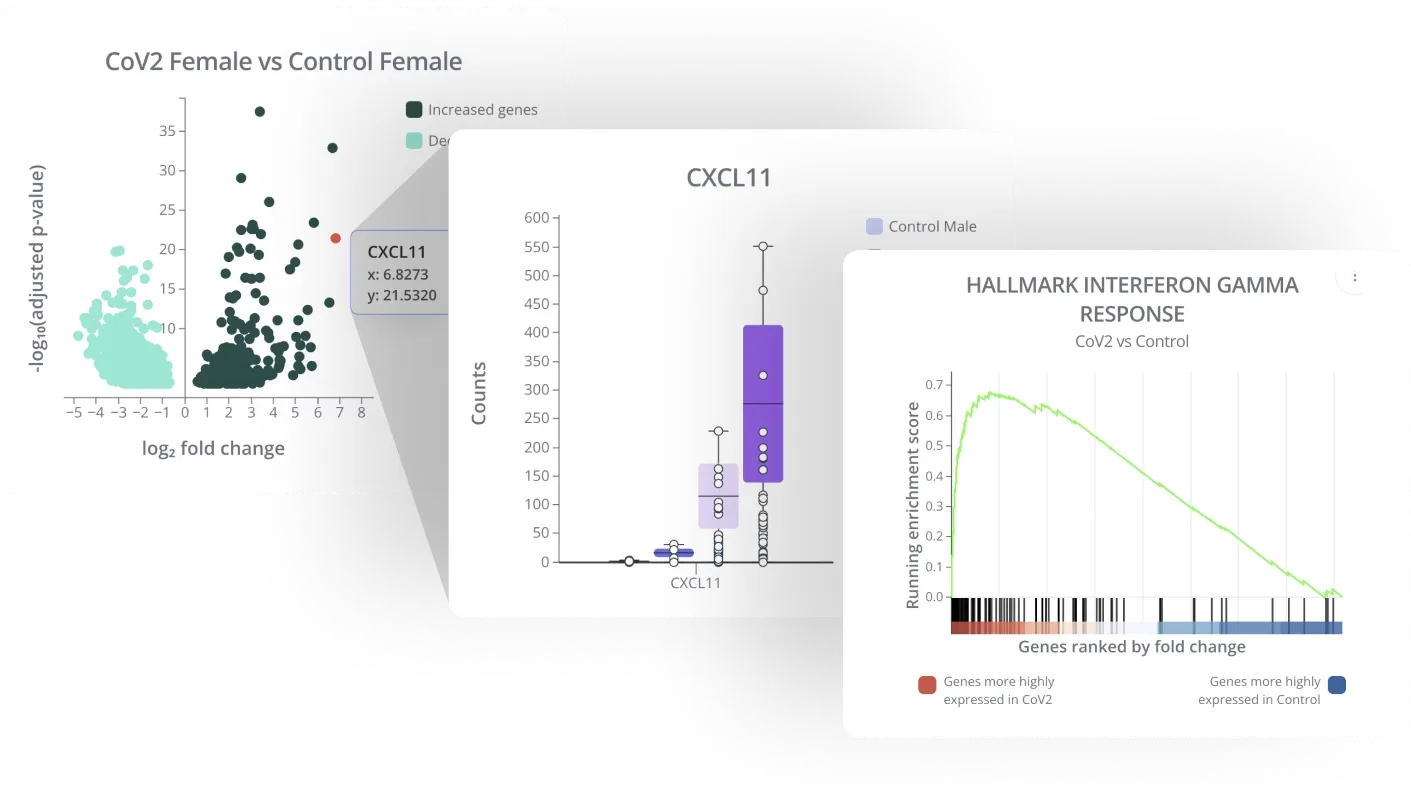 CoV2 Female vs Control Female
Increased genes
35
30
25
20
15
10
-log₁₀(adjusted p-value)
CXCL11
x: 6.8273
y: 21.5320
−5 −4 −3 −2 −1 0 1 2 3 4 5 6 7 8
log₂ fold change
CXCL11
600
550
500
450
400
350
300
250
200
150
100
50
0
Counts
CXCL11
Control Male
HALLMARK INTERFERON GAMMA
RESPONSE
CoV2 vs Control
0.7
0.6
0.5
0.4
0.3
0.2
0.1
0.0
Running enrichment score
Genes ranked by fold change
Genes more highly
expressed in CoV2
Genes more highly
expressed in Control